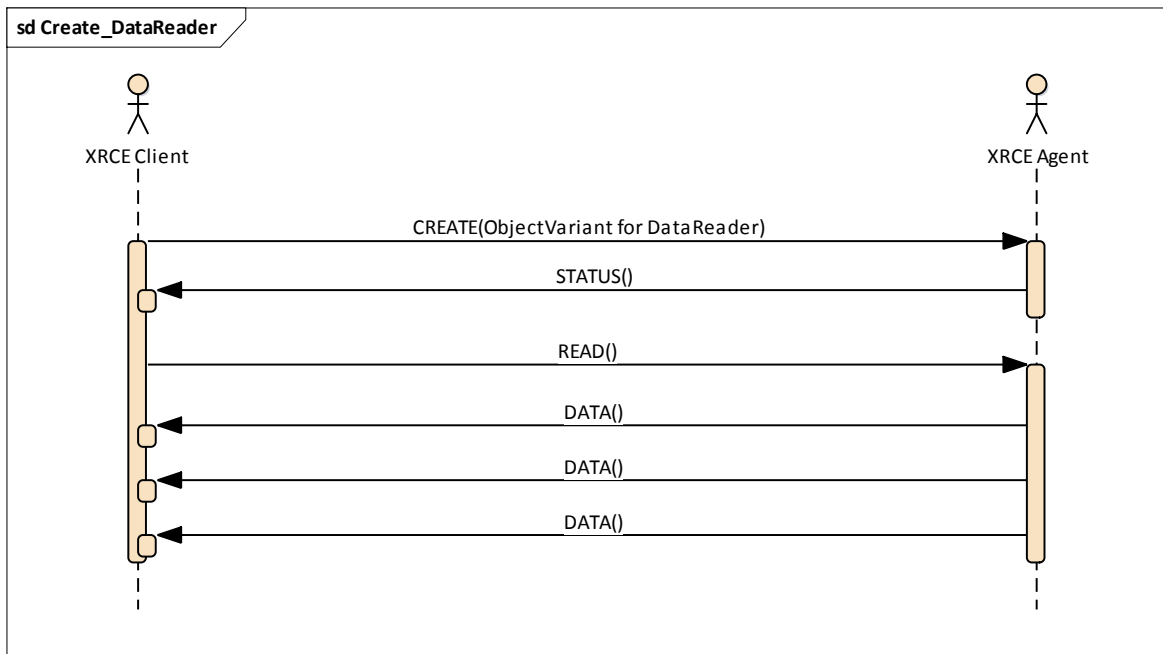 sd Create_DataReader
XRCE Client
XRCE Agent
CREATE(ObjectVariant for DataReader)
STATUS()
READ()
DATA()
DATA()
DATA()